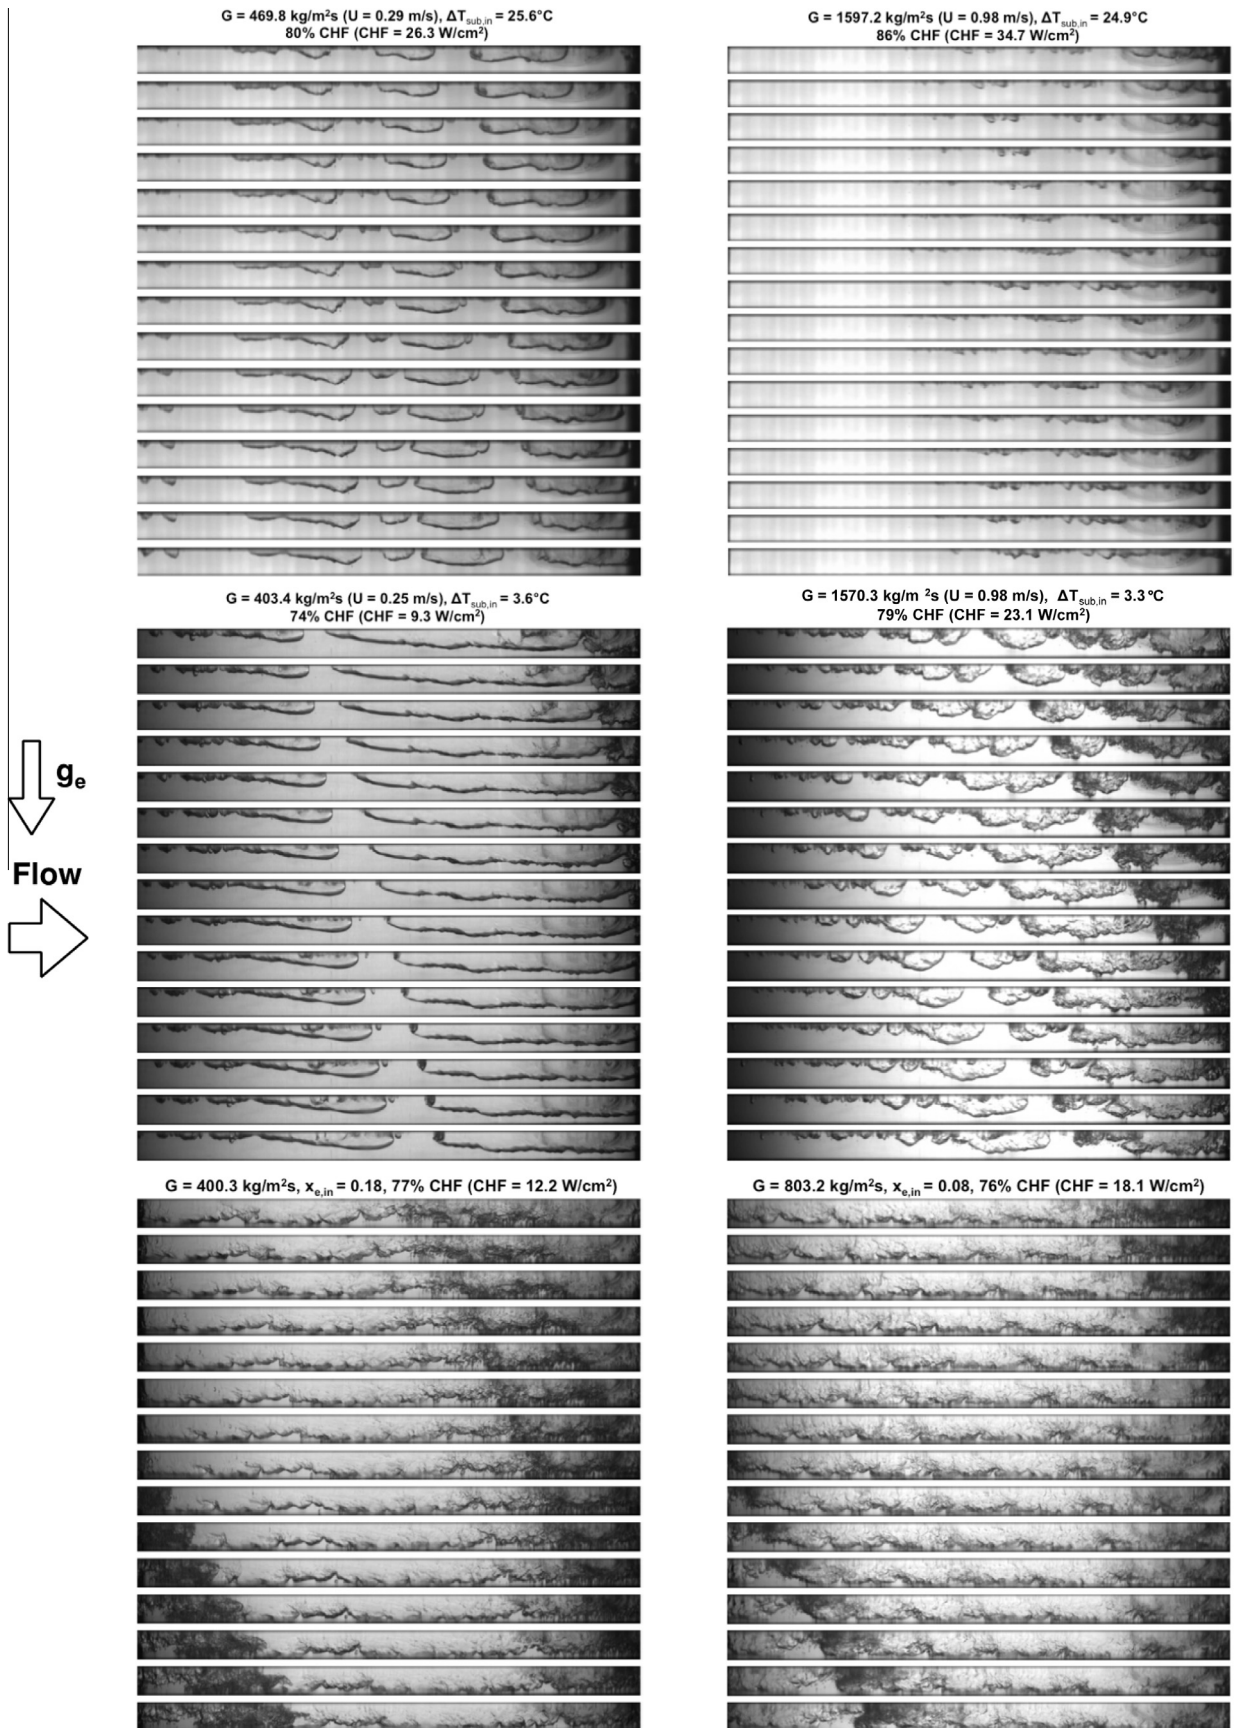 G = 469.8 kg/m²s (U = 0.29 m/s), ΔT_sub,in = 25.6°C
80% CHF (CHF = 26.3 W/cm²)
G = 1597.2 kg/m²s (U = 0.98 m/s), ΔT_sub,in = 24.9°C
86% CHF (CHF = 34.7 W/cm²)
G = 403.4 kg/m²s (U = 0.25 m/s), ΔT_sub,in = 3.6°C
74% CHF (CHF = 9.3 W/cm²)
G = 1570.3 kg/m ²s (U = 0.98 m/s), ΔT_sub,in = 3.3 °C
79% CHF (CHF = 23.1 W/cm²)
g_e
Flow
G = 400.3 kg/m²s, x_e,in = 0.18, 77% CHF (CHF = 12.2 W/cm²)
G = 803.2 kg/m²s, x_e,in = 0.08, 76% CHF (CHF = 18.1 W/cm²)